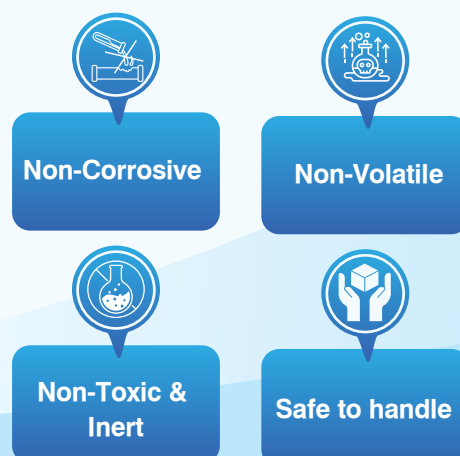 Non-Corrosive
Non-Volatile
Non-Toxic &
Inert
Safe to handle